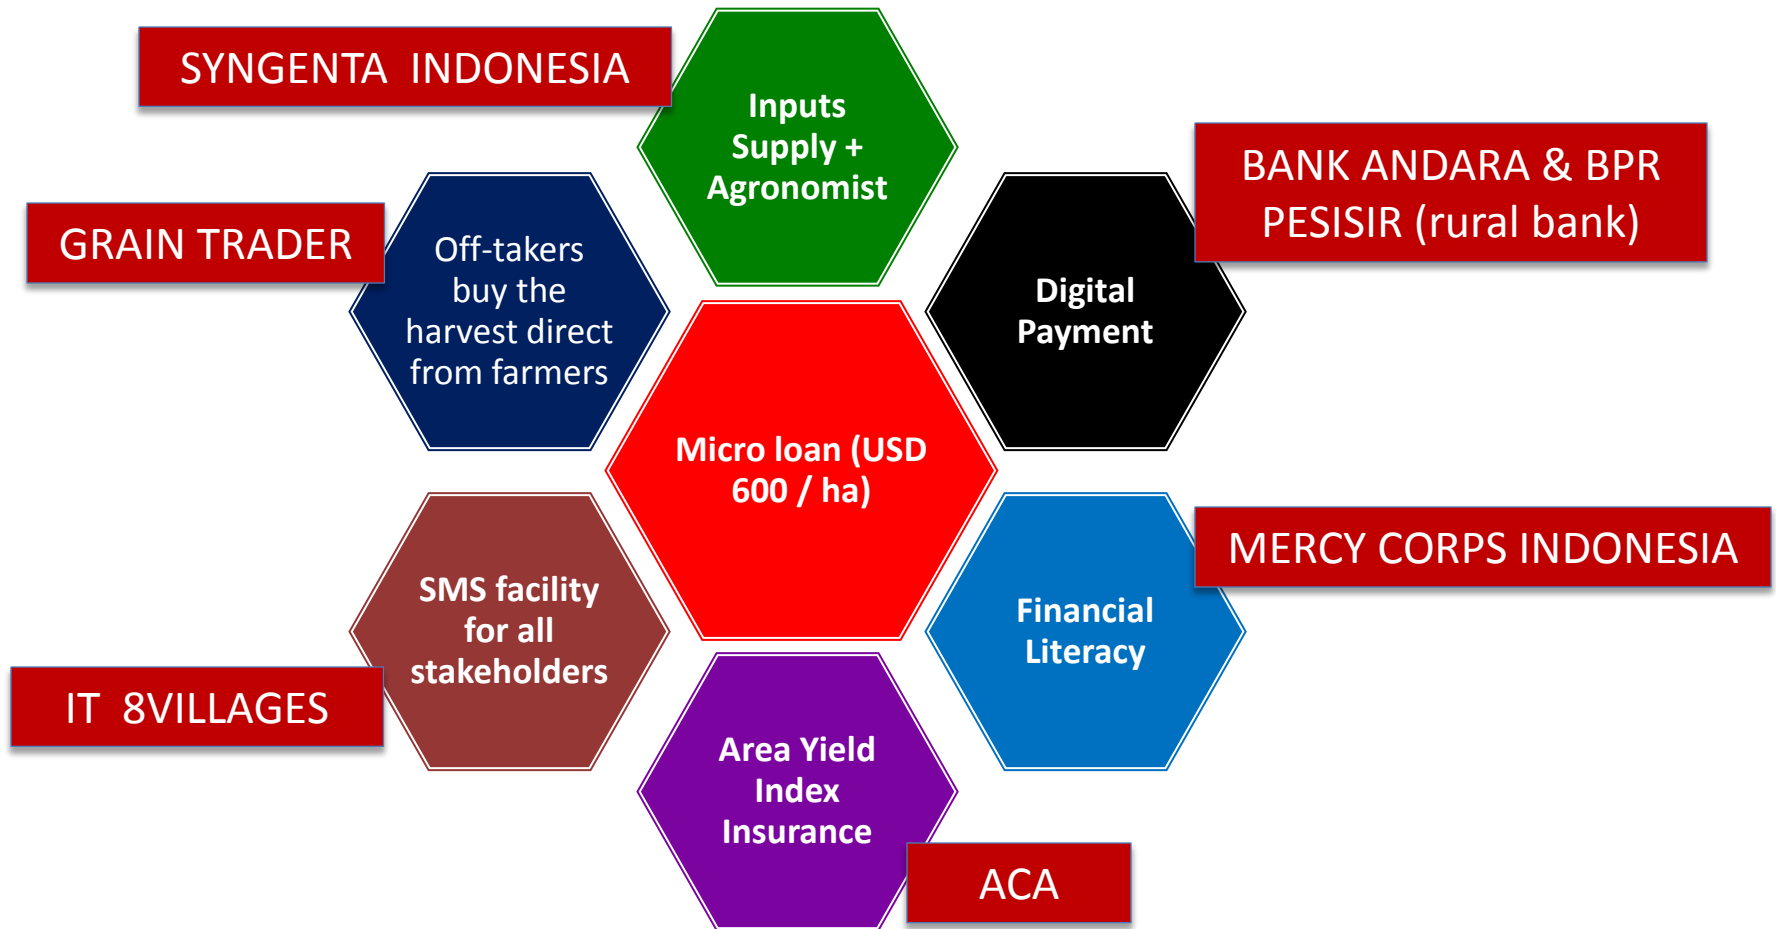 SYNGENTA  INDONESIA
Inputs
Supply +
Agronomist
BANK ANDARA & BPR
PESISIR (rural bank)
GRAIN TRADER
Off-takers
buy the
harvest direct
from farmers
Digital
Payment
Micro loan (USD
600 / ha)
MERCY CORPS INDONESIA
SMS facility
for all
stakeholders
Financial
Literacy
IT  8VILLAGES
Area Yield
Index
Insurance
ACA